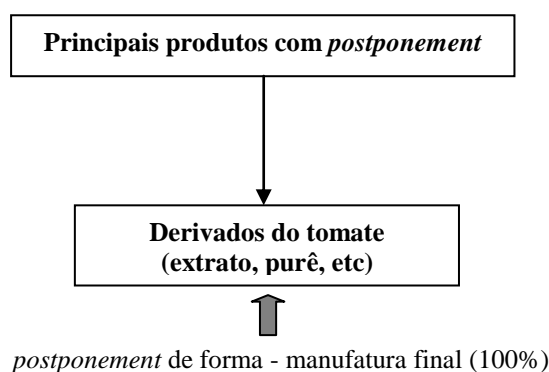 Principais produtos com postponement
Derivados do tomate
(extrato, purê, etc)
postponement de forma - manufatura final (100%)